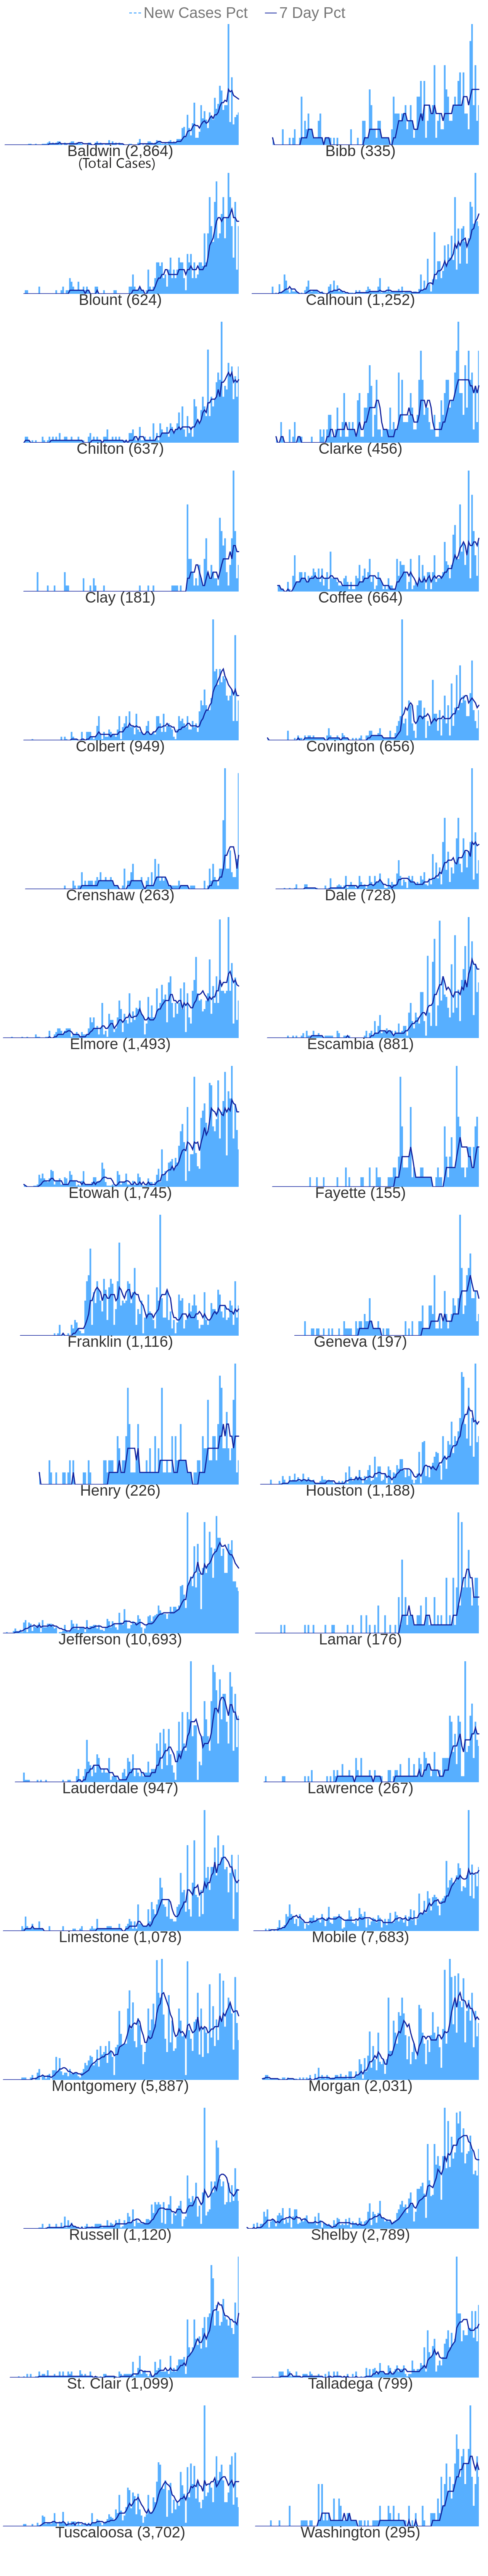 New Cases Pct 7 Day Pct
Baldwin (2,864) Bibb (335)
(Total Cases)
Blount (624) Calhoun (1,252)
Chilton (637) Clarke (456)
Clay (181) Coffee (664)
Colbert (949) Covington (656)
Crenshaw (263) Dale (728)
Elmore (1,493) Escambia (881)
Etowah (1,745) Fayette (155)
Franklin (1,116) Geneva (197)
Henry (226) Houston (1,188)
Jefferson (10,693) Lamar (176)
Lauderdale (947) Lawrence (267)
Limestone (1,078) Mobile (7,683)
Montgomery (5,887) Morgan (2,031)
Russell (1,120) Shelby (2,789)
St. Clair (1,099) Talladega (799)
Tuscaloosa (3,702) Washington (295)